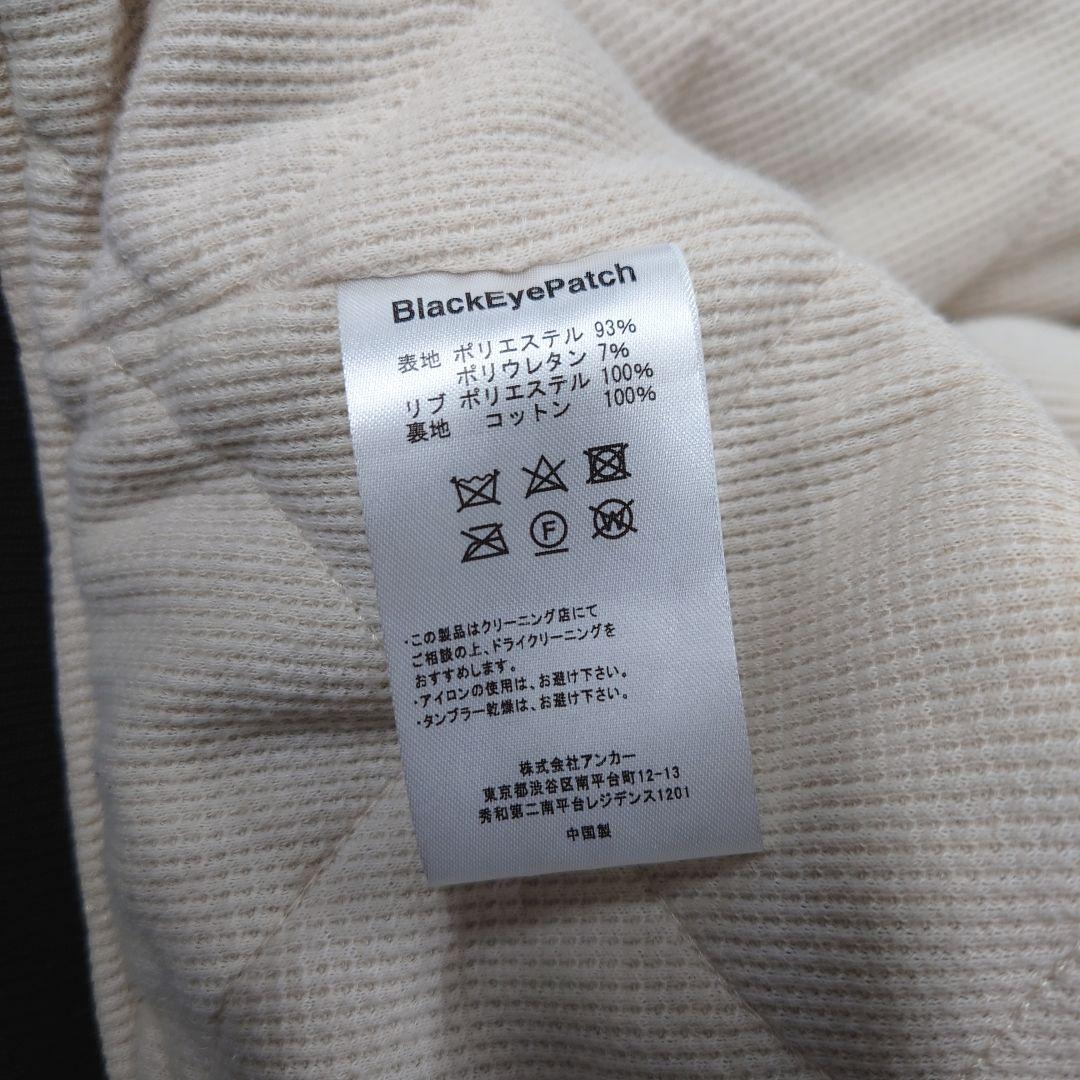 BlackEyePatch
表地 ポリエステル 93%
ポリウレタン 7%
リブ ポリエステル 100%
裏地 コットン 100%
F W
・この製品はクリーニング店にて
ご相談の上、ドライクリーニングを
おすすめします。
・アイロンの使用は、お避け下さい。
・タンブラー乾燥は、お避け下さい。
株式会社アンカー
東京都渋谷区南平台町12-13
秀和第二南平台レジデンス1201
中国製